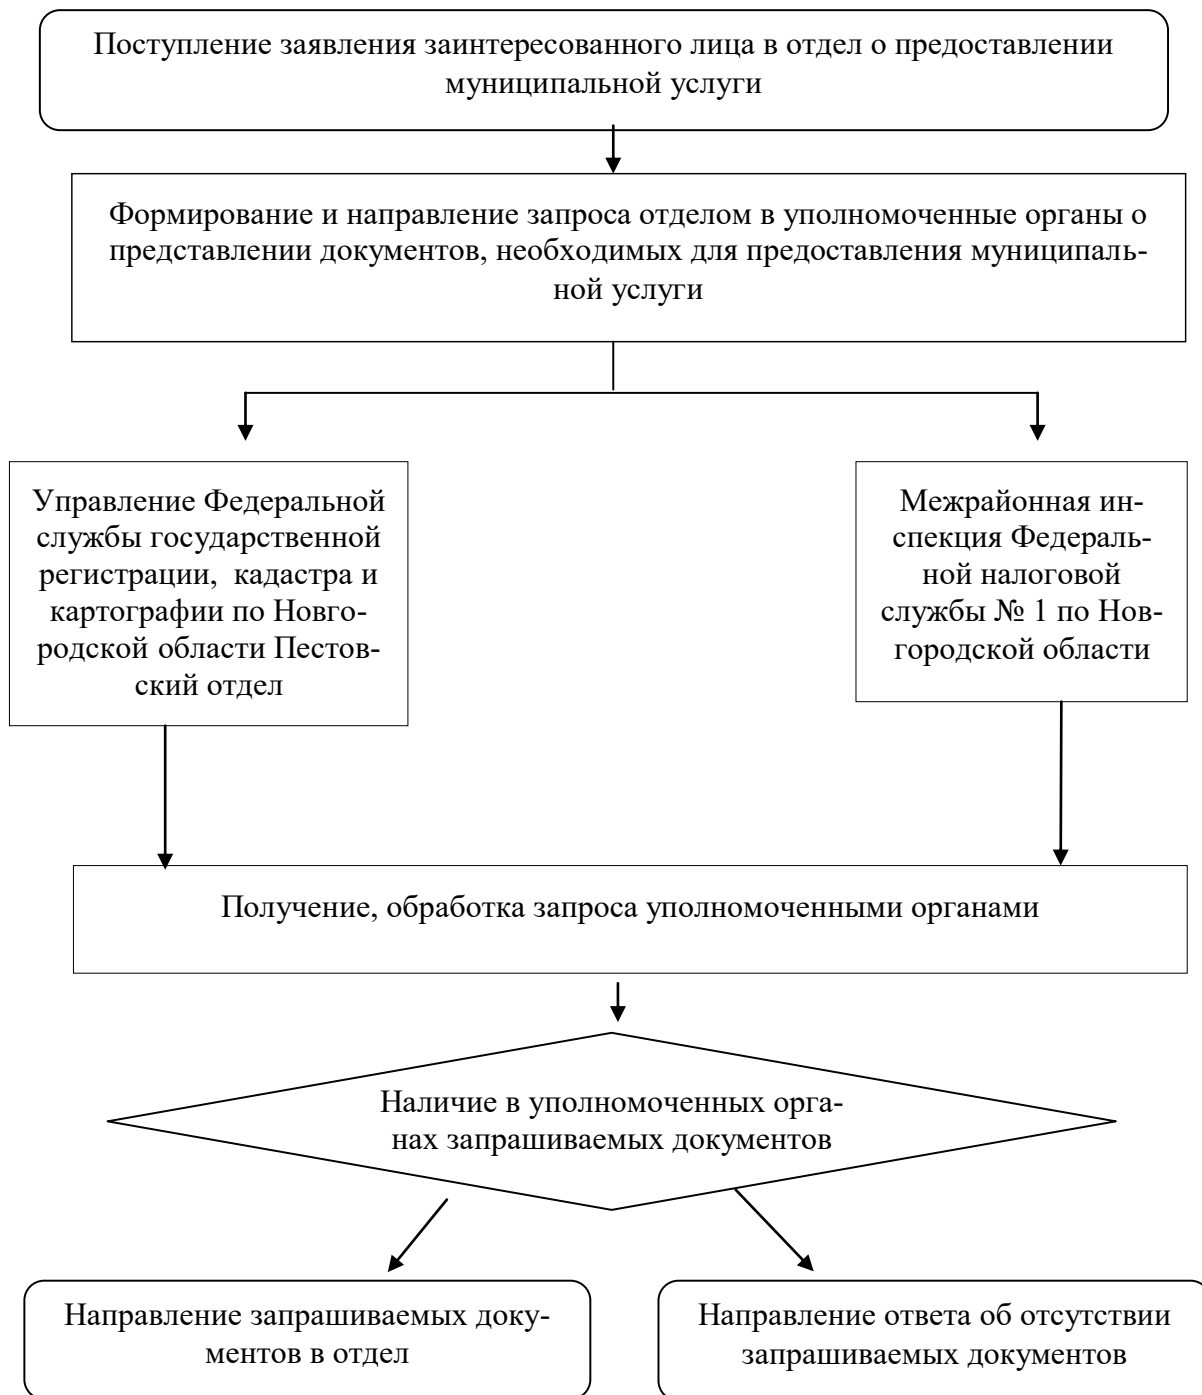 Поступление заявления заинтересованного лица в отдел о предоставлении
муниципальной услуги
Формирование и направление запроса отделом в уполномоченные органы о
представлении документов, необходимых для предоставления муниципаль-
ной услуги
Управление Федеральной
службы государственной
регистрации, кадастра и
картографии по Новго-
родской области Пестов-
ский отдел
Межрайонная ин-
спекция Федераль-
ной налоговой
службы № 1 по Нов-
городской области
Получение, обработка запроса уполномоченными органами
Наличие в уполномоченных орга-
нах запрашиваемых документов
Направление запрашиваемых доку-
ментов в отдел
Направление ответа об отсутствии
запрашиваемых документов